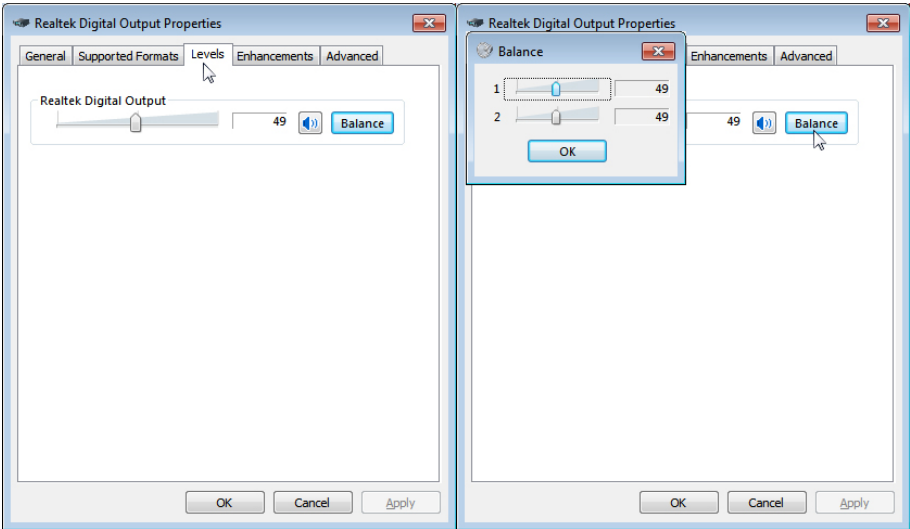 Realtek Digital Output Properties
General Supported Formats Levels Enhancements Advanced
Realtek Digital Output
49 Balance
OK Cancel Apply
Realtek Digital Output Properties
Balance
Enhancements Advanced
1 49
2 49
OK
49 Balance
OK Cancel Apply